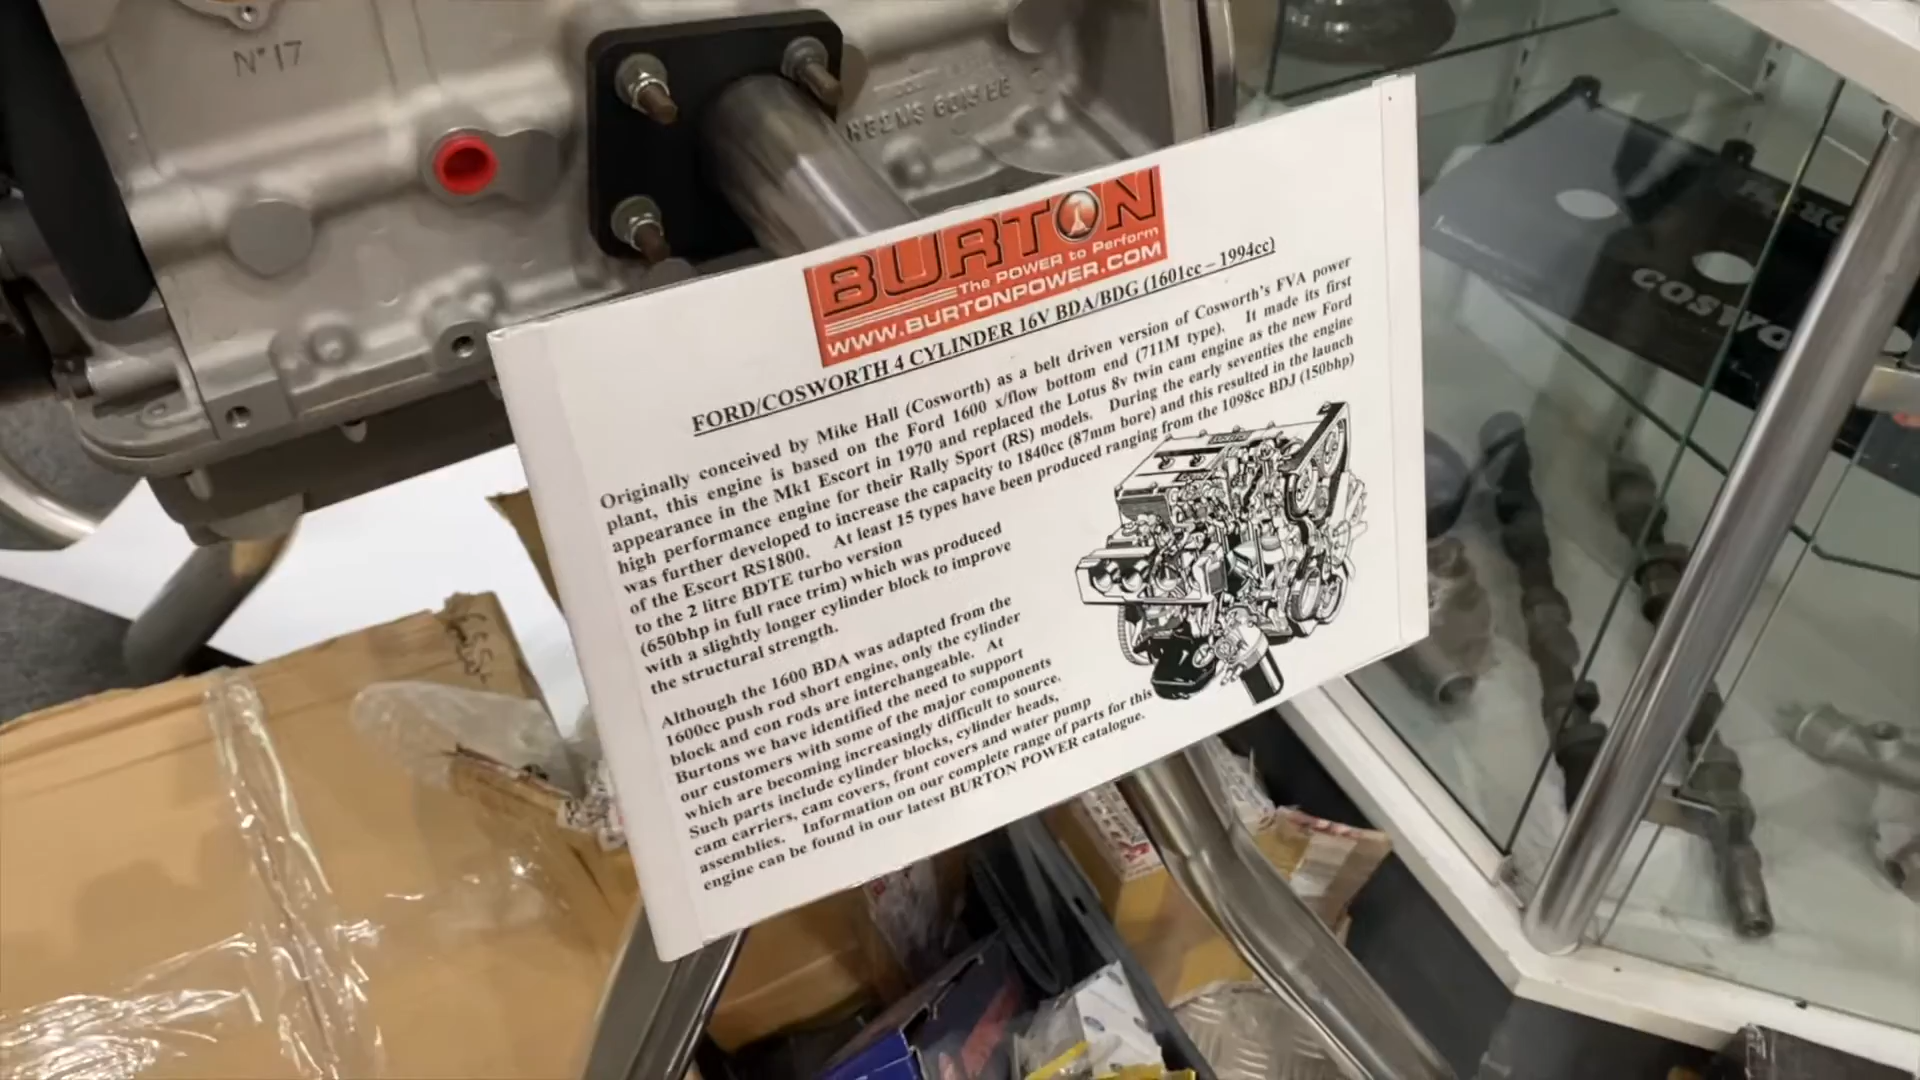 N°17
BURTON
The POWER to Perform
WWW.BURTONPOWER.COM
FORD/COSWORTH 4 CYLINDER 16V BDA/BDG (1601cc – 1994cc)
Originally conceived by Mike Hall (Cosworth) as a belt driven version of Cosworth's FVA power
plant, this engine is based on the Ford 1600 x/flow bottom end (711M type). It made its first
appearance in the Mk1 Escort in 1970 and replaced the Lotus 8v twin cam engine as the new Ford
high performance engine for their Rally Sport (RS) models. During the early seventies the engine
was further developed to increase the capacity to 1840cc (87mm bore) and this resulted in the launch
of the Escort RS1800. At least 15 types have been produced ranging from the 1098cc BDJ (150bhp)
to the 2 litre BDTE turbo version
(650bhp in full race trim) which was produced
with a slightly longer cylinder block to improve
the structural strength.
Although the 1600 BDA was adapted from the
1600cc push rod short engine, only the cylinder
block and con rods are interchangeable. At
Burtons we have identified the need to support
our customers with some of the major components
which are becoming increasingly difficult to source.
Such parts include cylinder blocks, cylinder heads,
cam carriers, cam covers, front covers and water pump
assemblies. Information on our complete range of parts for this
engine can be found in our latest BURTON POWER catalogue.
COSWO